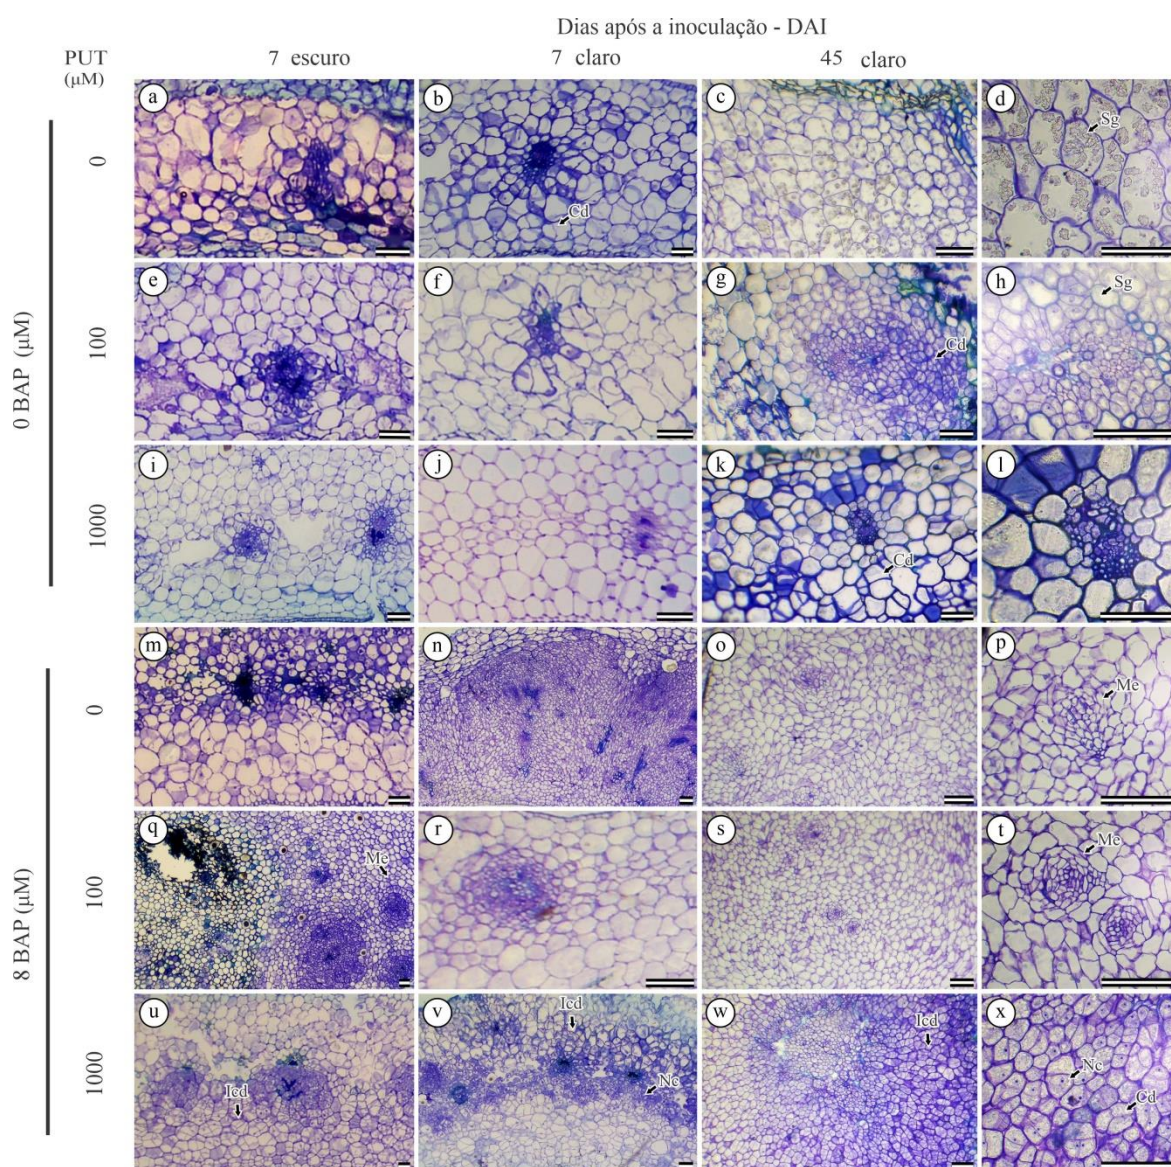 Dias após a inoculação - DAI
PUT
(µM)
7 escuro
7 claro
45 claro
0 BAP (µM)
0
a
b
Cd
c
d
Sg
100
e
f
g
Cd
h
Sg
1000
i
j
k
Cd
l
8 BAP (µM)
0
m
n
o
p
Me
100
q
Me
r
s
t
Me
1000
u
Icd
v
Icd
Nc
w
Icd
x
Nc
Cd